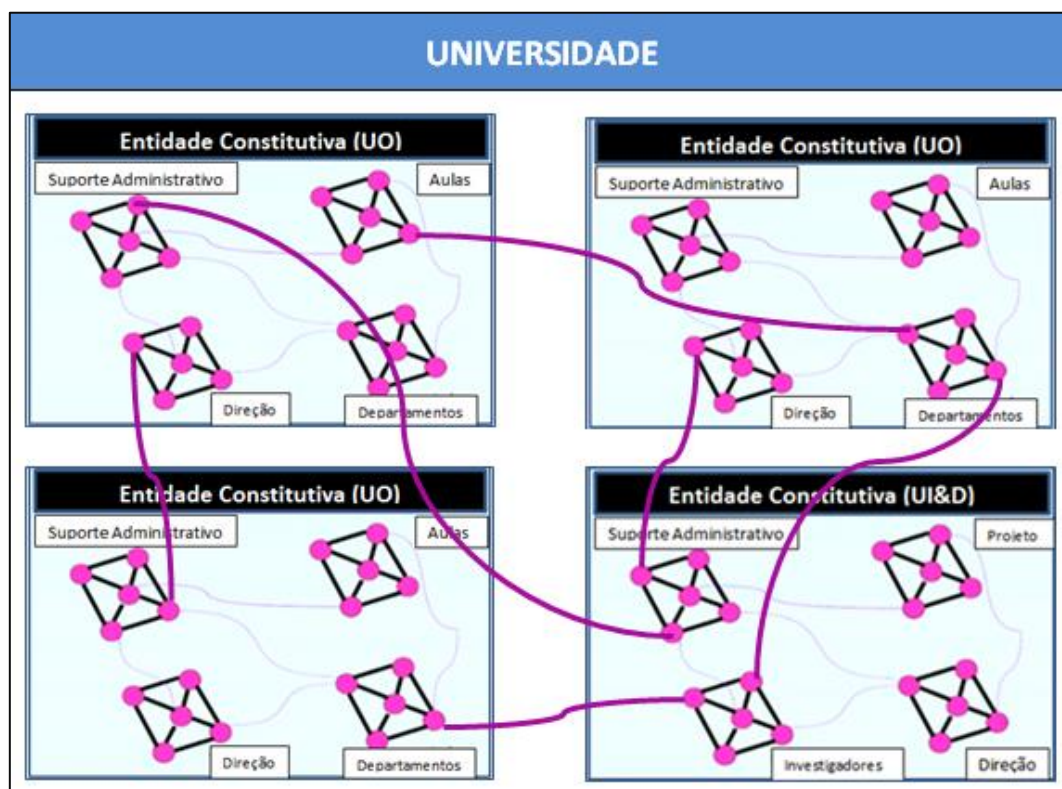 UNIVERSIDADE
Entidade Constitutiva (UO)
Suporte Administrativo
Aulas
Direção
Departamentos
Entidade Constitutiva (UO)
Suporte Administrativo
Aulas
Direção
Departamentos
Entidade Constitutiva (UO)
Suporte Administrativo
Aulas
Direção
Departamentos
Entidade Constitutiva (UI&D)
Suporte Administrativo
Projeto
Investigadores
Direção